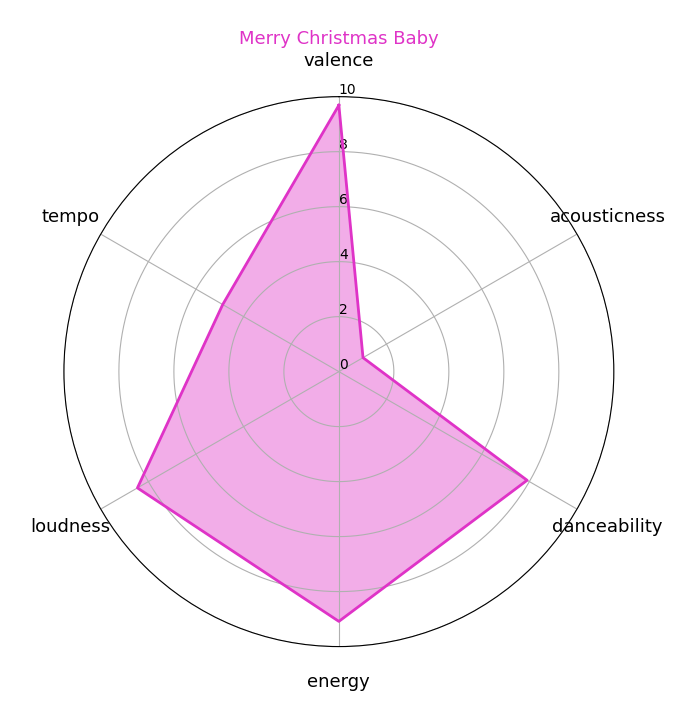 Merry Christmas Baby
valence
10
8
tempo
acousticness
6
4
2
0
loudness
danceability
energy